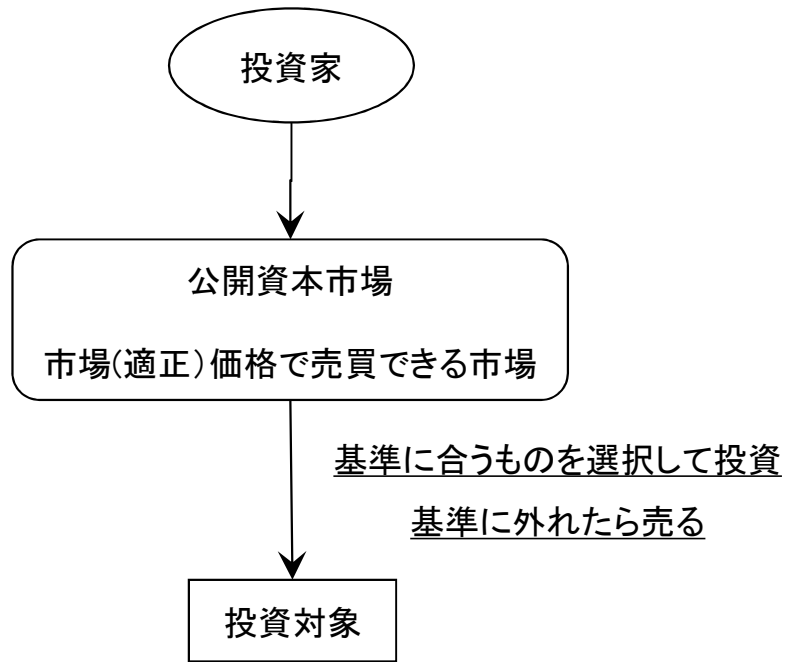 投資家
公開資本市場
市場(適正)価格で売買できる市場
基準に合うものを選択して投資
基準に外れたら売る
投資対象